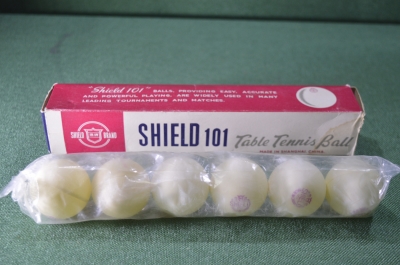 "Shield 101" BALLS, PROVIDING EASY, ACCURATE,
AND POWERFUL PLAYING, ARE WIDELY USED IN MANY
LEADING TOURNAMENTS AND MATCHES.
SHIELD BRAND
SHIELD 101 Table Tennis Ball
MADE IN SHANGHAI, CHINA